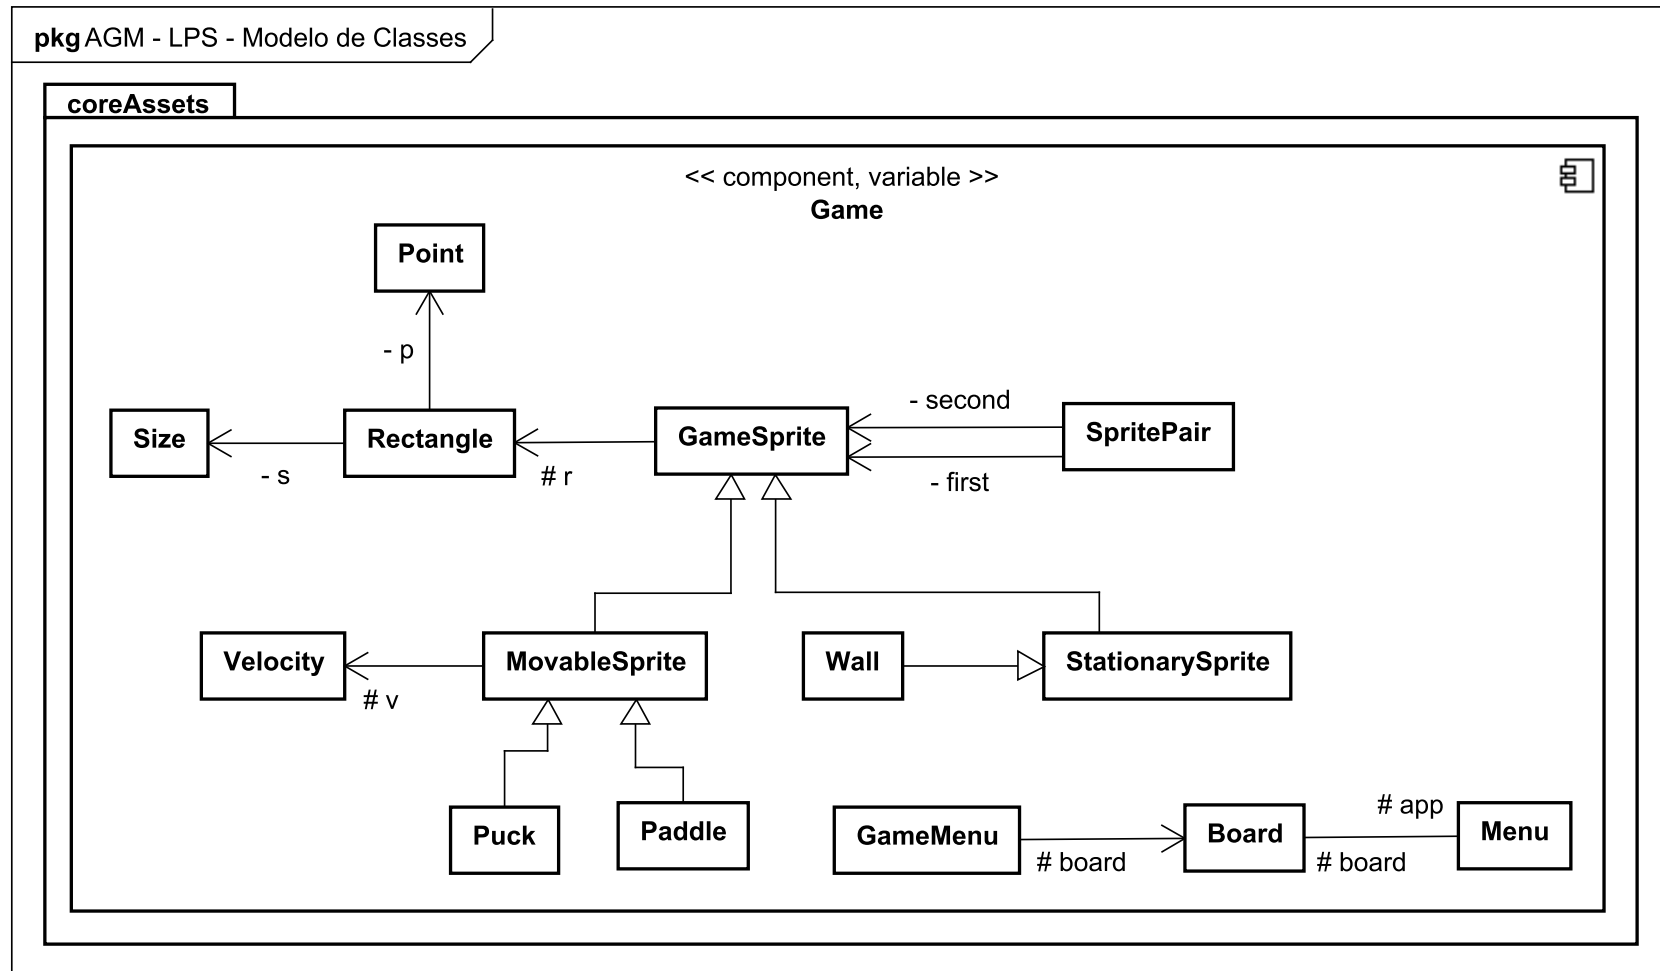 pkg AGM - LPS - Modelo de Classes
coreAssets
<< component, variable >>
Game
Point
- p
Size
- s
Rectangle
# r
GameSprite
- second
- first
SpritePair
Velocity
# v
MovableSprite
Wall
StationarySprite
Puck
Paddle
GameMenu
# board
Board
# app
# board
Menu